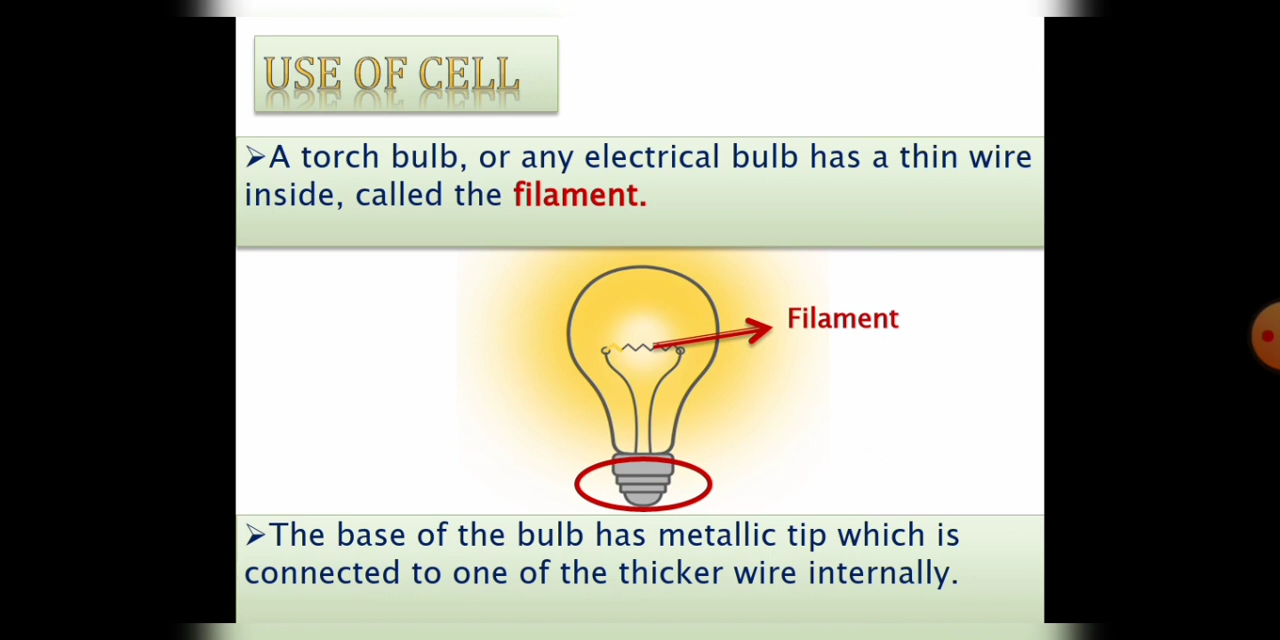 USE OF CELL
➢A torch bulb, or any electrical bulb has a thin wire
inside, called the filament.
Filament
➢The base of the bulb has metallic tip which is
connected to one of the thicker wire internally.